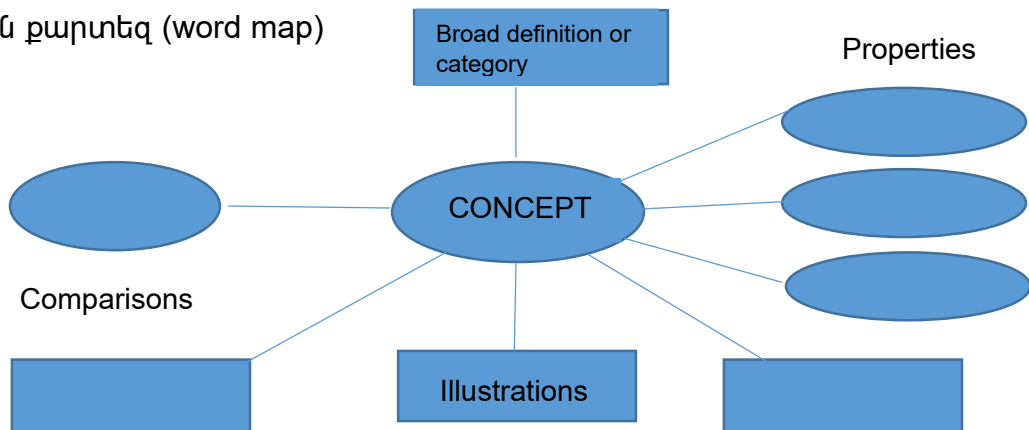 քարտեզ (word map)
Broad definition or
category
Properties
CONCEPT
Comparisons
Illustrations